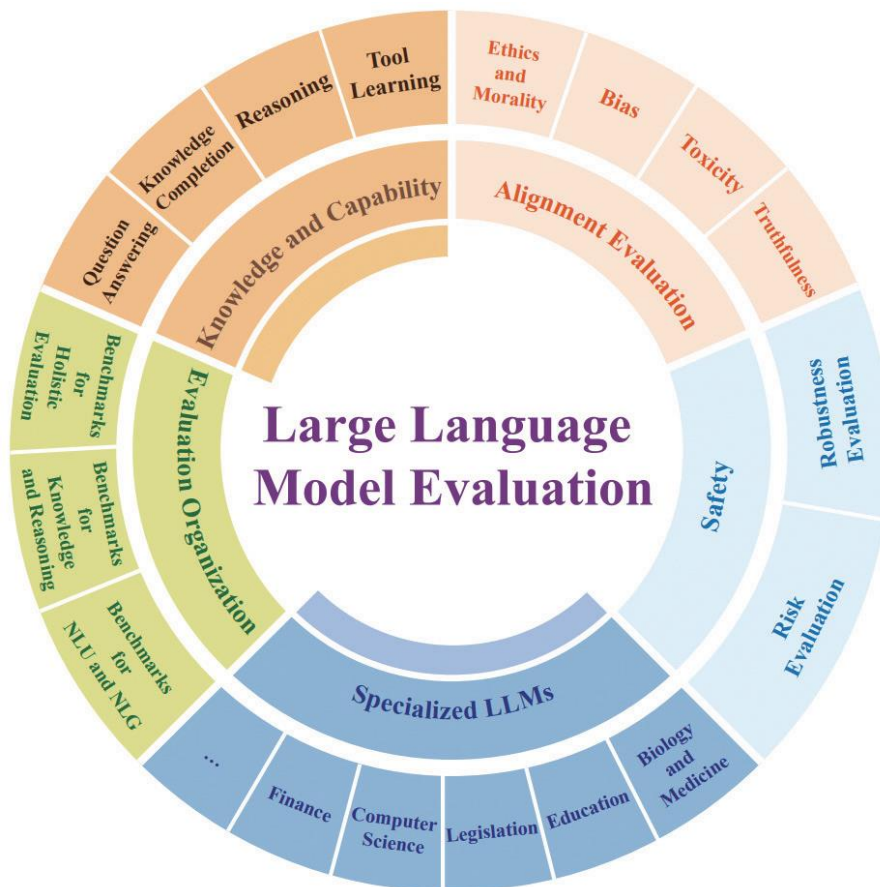 Large Language
Model Evaluation
Knowledge and Capability
Question
Answering
Knowledge
Completion
Reasoning
Tool
Learning
Alignment Evaluation
Ethics
and
Morality
Bias
Toxicity
Truthfulness
Safety
Robustness
Evaluation
Risk
Evaluation
Specialized LLMs
Biology
and
Medicine
Education
Legislation
Computer
Science
Finance
...
Evaluation Organization
Benchmarks
for
NLU and NLG
Benchmarks
for
Knowledge
and Reasoning
Benchmarks
for
Holistic
Evaluation